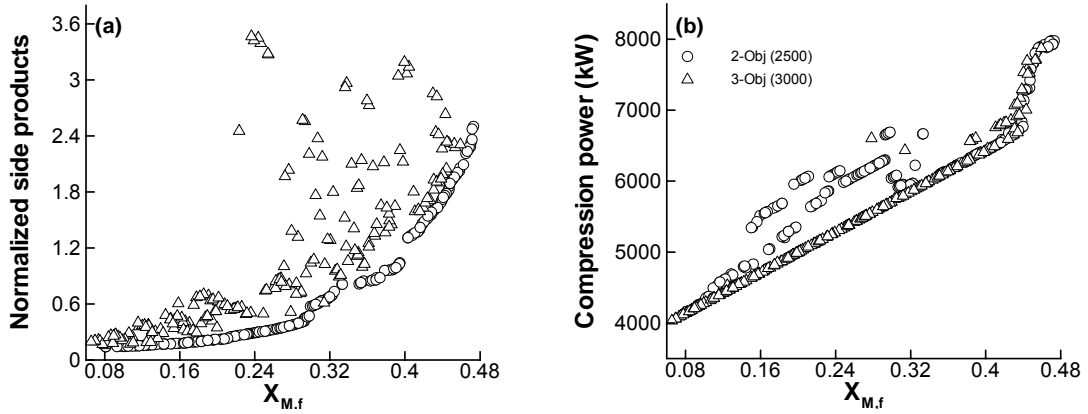 (a)
Normalized side products
3.6
3
2.4
1.8
1.2
0.6
0
0.08 0.16 0.24 0.32 0.4 0.48
X M,f
(b)
Compression power (kW)
8000
7000
6000
5000
4000
2-Obj (2500)
3-Obj (3000)
0.08 0.16 0.24 0.32 0.4 0.48
X M,f